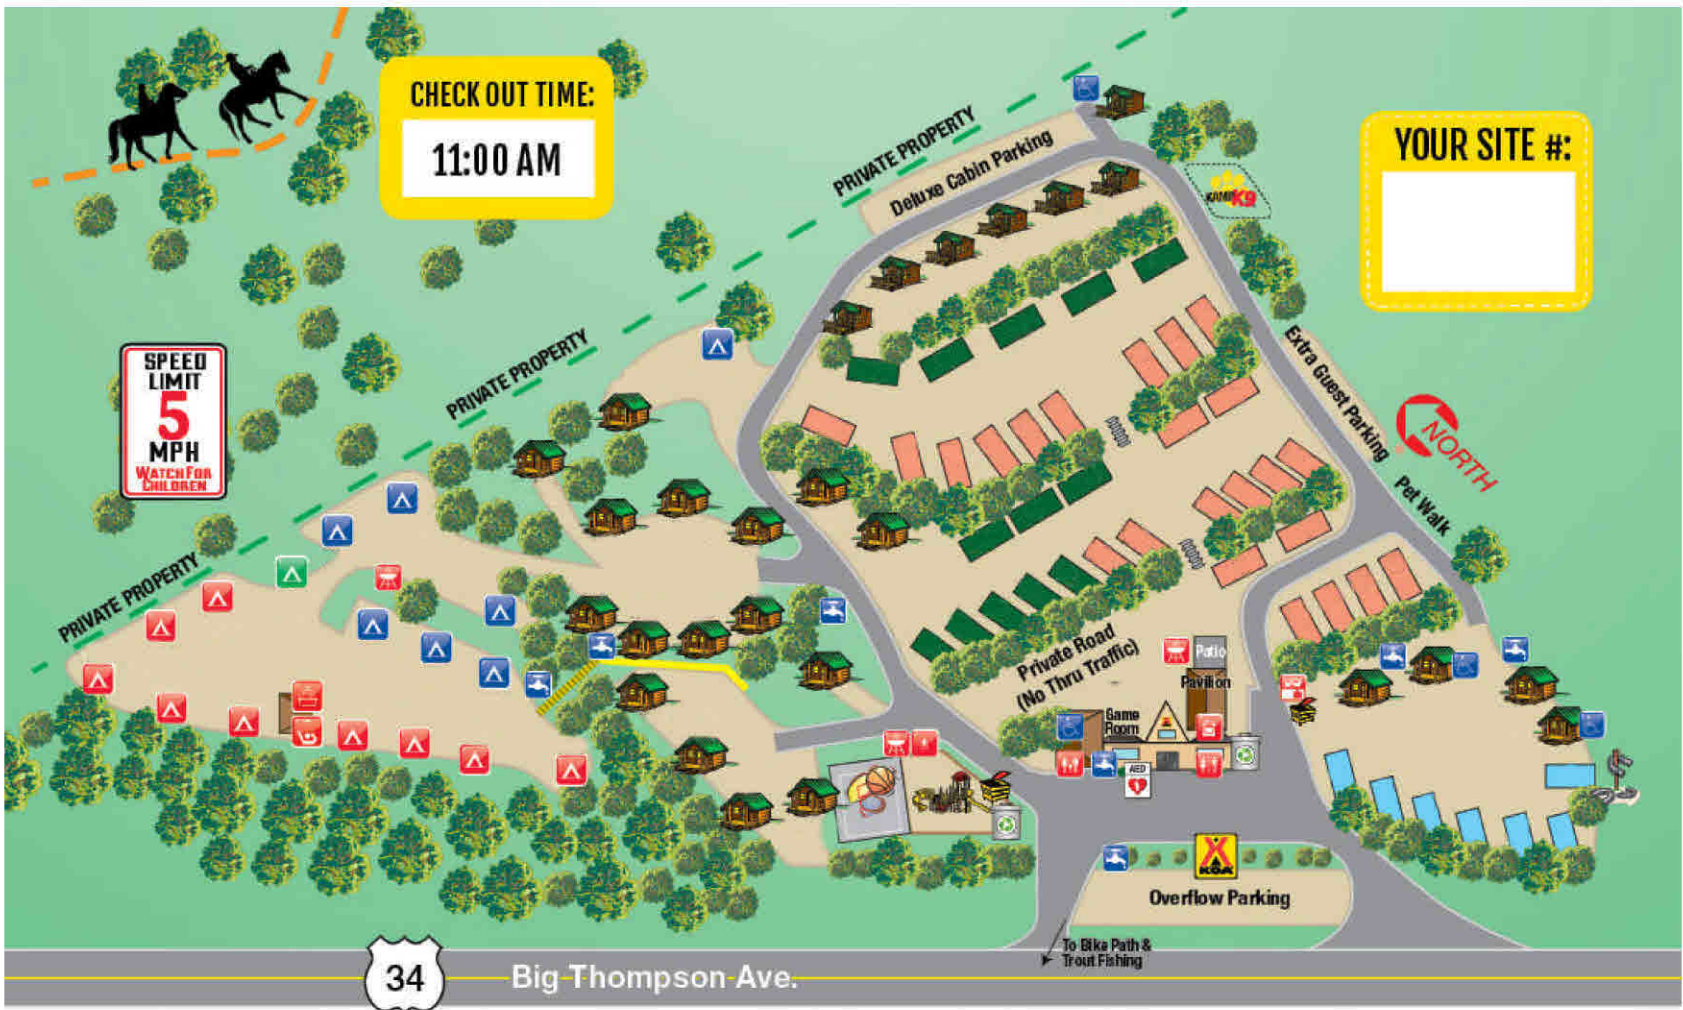 CHECK OUT TIME:
11:00 AM
YOUR SITE #:
PRIVATE PROPERTY
Deluxe Cabin Parking
KAMP K9
SPEED
LIMIT
5
MPH
WATCH FOR
CHILDREN
PRIVATE PROPERTY
Extra Guest Parking
NORTH
Pet Walk
PRIVATE PROPERTY
Private Road
(No Thru Traffic)
Patio
Pavilion
Game
Room
AED
KOA
Overflow Parking
To Bike Path &
Trout Fishing
34
Big Thompson Ave.